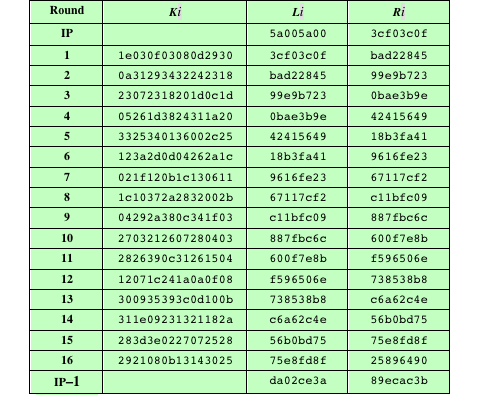 Round Ki Li Ri
IP 5a005a00 3cf03c0f
1 1e030f03080d2930 3cf03c0f bad22845
2 0a31293432242318 bad22845 99e9b723
3 23072318201d0c1d 99e9b723 0bae3b9e
4 05261d3824311a20 0bae3b9e 42415649
5 3325340136002c25 42415649 18b3fa41
6 123a2d0d04262a1c 18b3fa41 9616fe23
7 021f120b1c130611 9616fe23 67117cf2
8 1c10372a2832002b 67117cf2 c11bfc09
9 04292a380c341f03 c11bfc09 887fbc6c
10 2703212607280403 887fbc6c 600f7e8b
11 2826390c31261504 600f7e8b f596506e
12 12071c241a0a0f08 f596506e 738538b8
13 300935393c0d100b 738538b8 c6a62c4e
14 311e09231321182a c6a62c4e 56b0bd75
15 283d3e0227072528 56b0bd75 75e8fd8f
16 2921080b13143025 75e8fd8f 25896490
IP–1 da02ce3a 89ecac3b